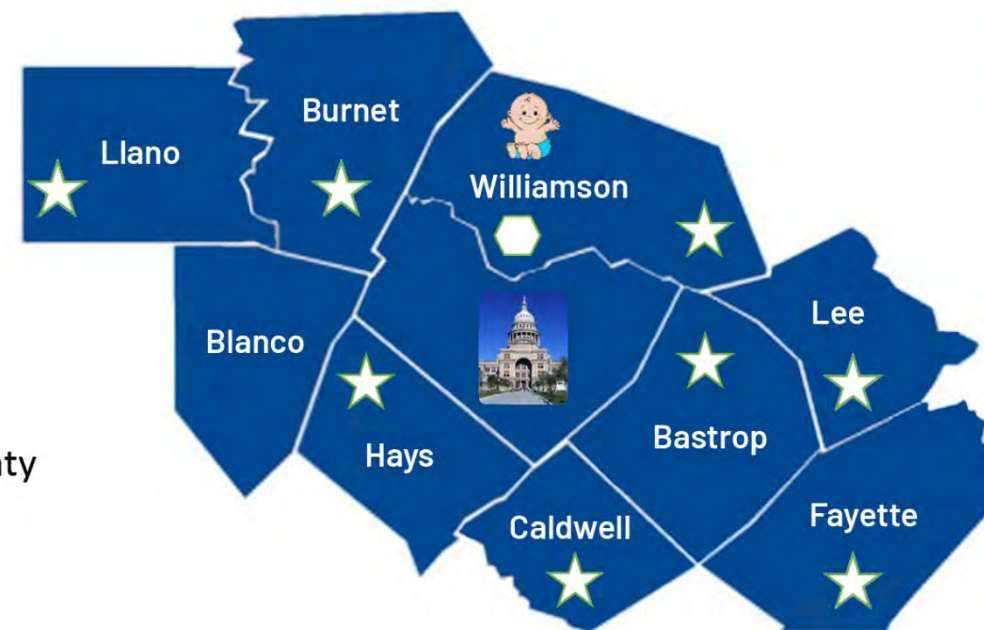 Burnet
Llano
Williamson
Lee
Blanco
Bastrop
Hays
Fayette
Caldwell